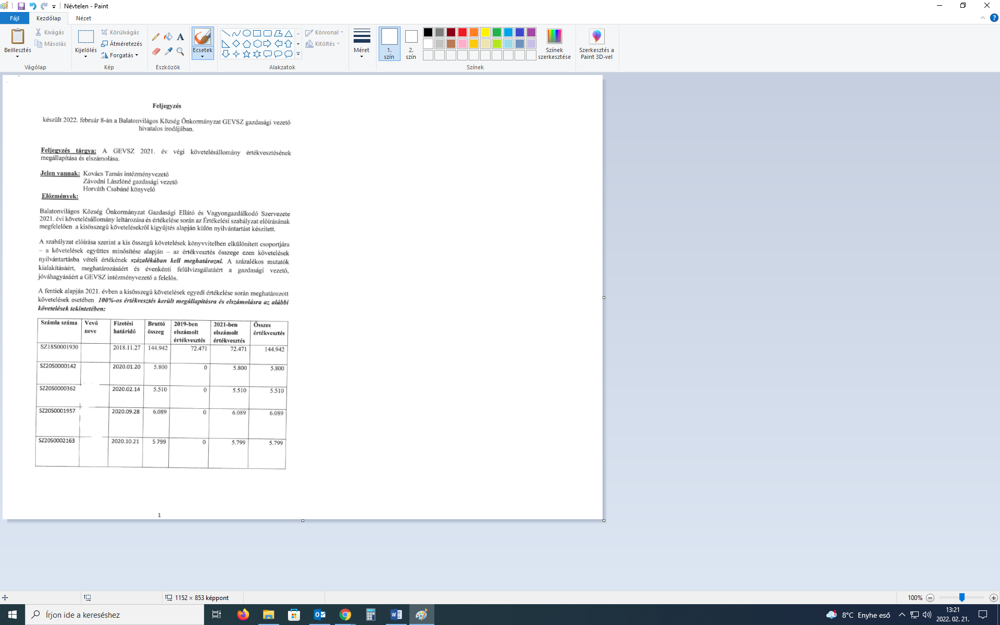 Névtelen - Paint
Fájl
Kezdőlap
Nézet
Beillesztés
Kivágás
Másolás
Vágólap
Kijelölés
Körülvágás
Átméretezés
Forgatás
Kép
Eszközök
Ecsetek
Alakzatok
Körvonal
Kitöltés
Méret
1. szín
2. szín
Színek
Színek szerkesztése
Szerkesztés a Paint 3D-vel
Feljegyzés
készült 2022. február 8-án a Balatonvilágos Község Önkormányzat GEVSZ gazdasági vezető
hivatalos irodájában.
Feljegyzés tárgya: A GEVSZ 2021. év végi követelésállomány értékvesztésének
megállapítása és elszámolása.
Jelen vannak: Kovács Tamás intézményvezető
Závodni Lászlóné gazdasági vezető
Horváth Csabáné könyvelő
Előzmények:
Balatonvilágos Község Önkormányzat Gazdasági Ellátó és Vagyongazdálkodó Szervezete
2021. évi követelésállomány leltározása és értékelése során az Értékelési szabályzat előírásának
megfelelően a kisösszegű követelésekről kigyűjtés alapján külön nyilvántartást készített.
A szabályzat előírása szerint a kis összegű követelések könyvvitelben elkülönített csoportjára
– a követelések együttes minősítése alapján – az értékvesztés összege ezen követelések
nyilvántartásba vételi értékének százalékában kell meghatározni. A százalékos mutatók
kialakításáért, meghatározásáért és évenkénti felülvizsgálatáért a gazdasági vezető,
jóváhagyásáért a GEVSZ intézményvezető a felelős.
A fentiek alapján 2021. évben a kisösszegű követelések egyedi értékelése során meghatározott
követelések esetében 100%-os értékvesztés került megállapításra és elszámolásra az alábbi
követelések tekintetében:
Számla száma Vevő neve Fizetési határidő Bruttó összeg 2019-ben elszámolt értékvesztés 2021-ben elszámolt értékvesztés Összes értékvesztés
SZ18S0001930 2018.11.27 144.942 72.471 72.471 144.942
SZ20S0000142 2020.01.20 5.800 0 5.800 5.800
SZ20S0000362 2020.02.14 5.510 0 5.510 5.510
SZ20S0001957 2020.09.28 6.089 0 6.089 6.089
SZ20S0002163 2020.10.21 5 799 0 5.799 5.799
1
1152 × 853 képpont
100%
Írjon ide a kereséshez
8°C Enyhe eső
13:21
2022. 02. 21.